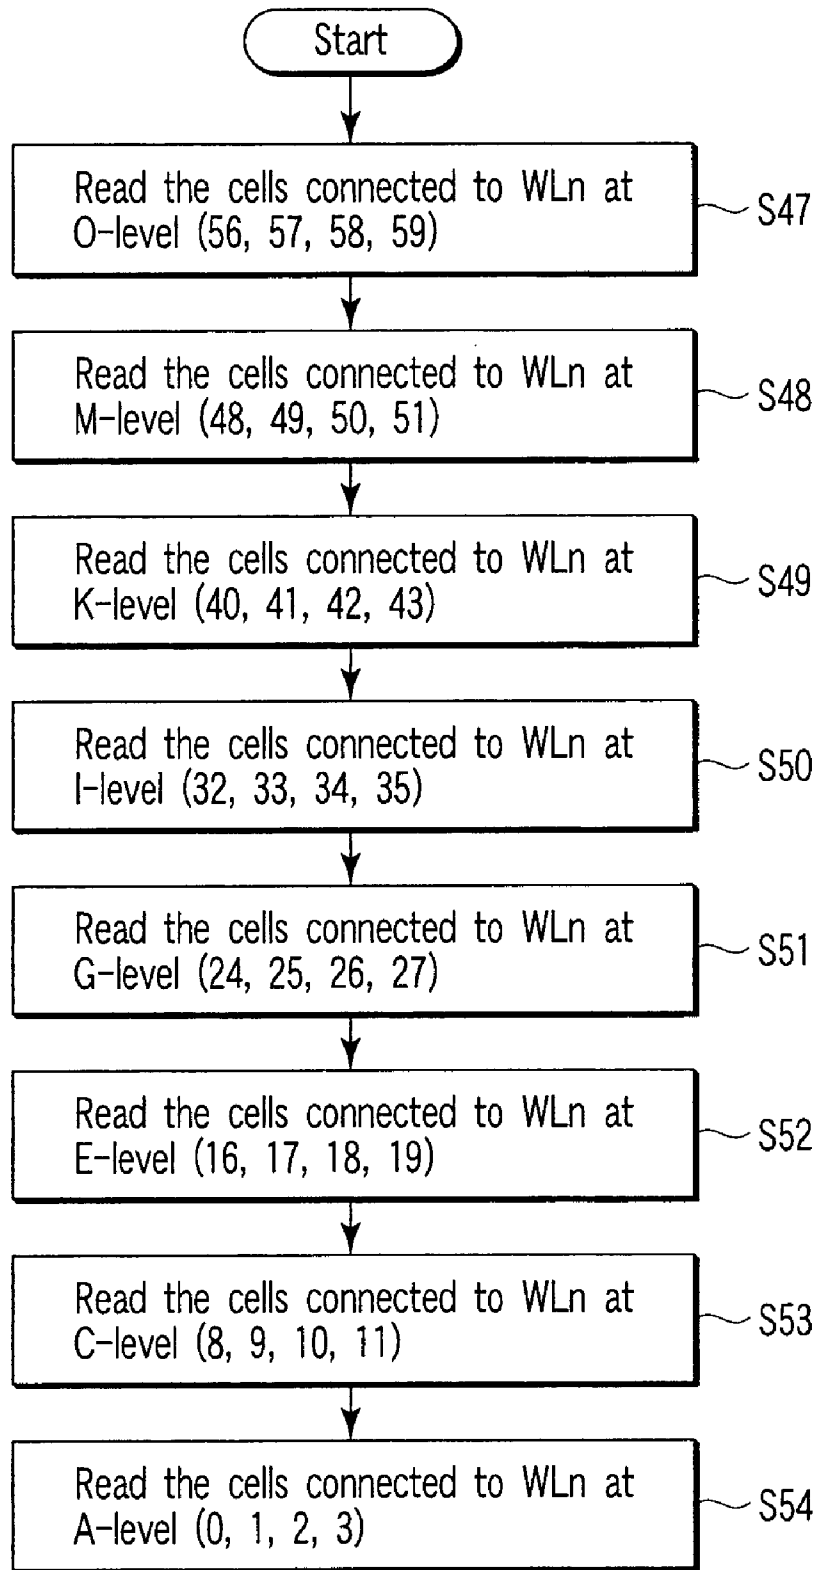 Start
Read the cells connected to WLn at
O-level (56, 57, 58, 59)
S47
Read the cells connected to WLn at
M-level (48, 49, 50, 51)
S48
Read the cells connected to WLn at
K-level (40, 41, 42, 43)
S49
Read the cells connected to WLn at
I-level (32, 33, 34, 35)
S50
Read the cells connected to WLn at
G-level (24, 25, 26, 27)
S51
Read the cells connected to WLn at
E-level (16, 17, 18, 19)
S52
Read the cells connected to WLn at
C-level (8, 9, 10, 11)
S53
Read the cells connected to WLn at
A-level (0, 1, 2, 3)
S54